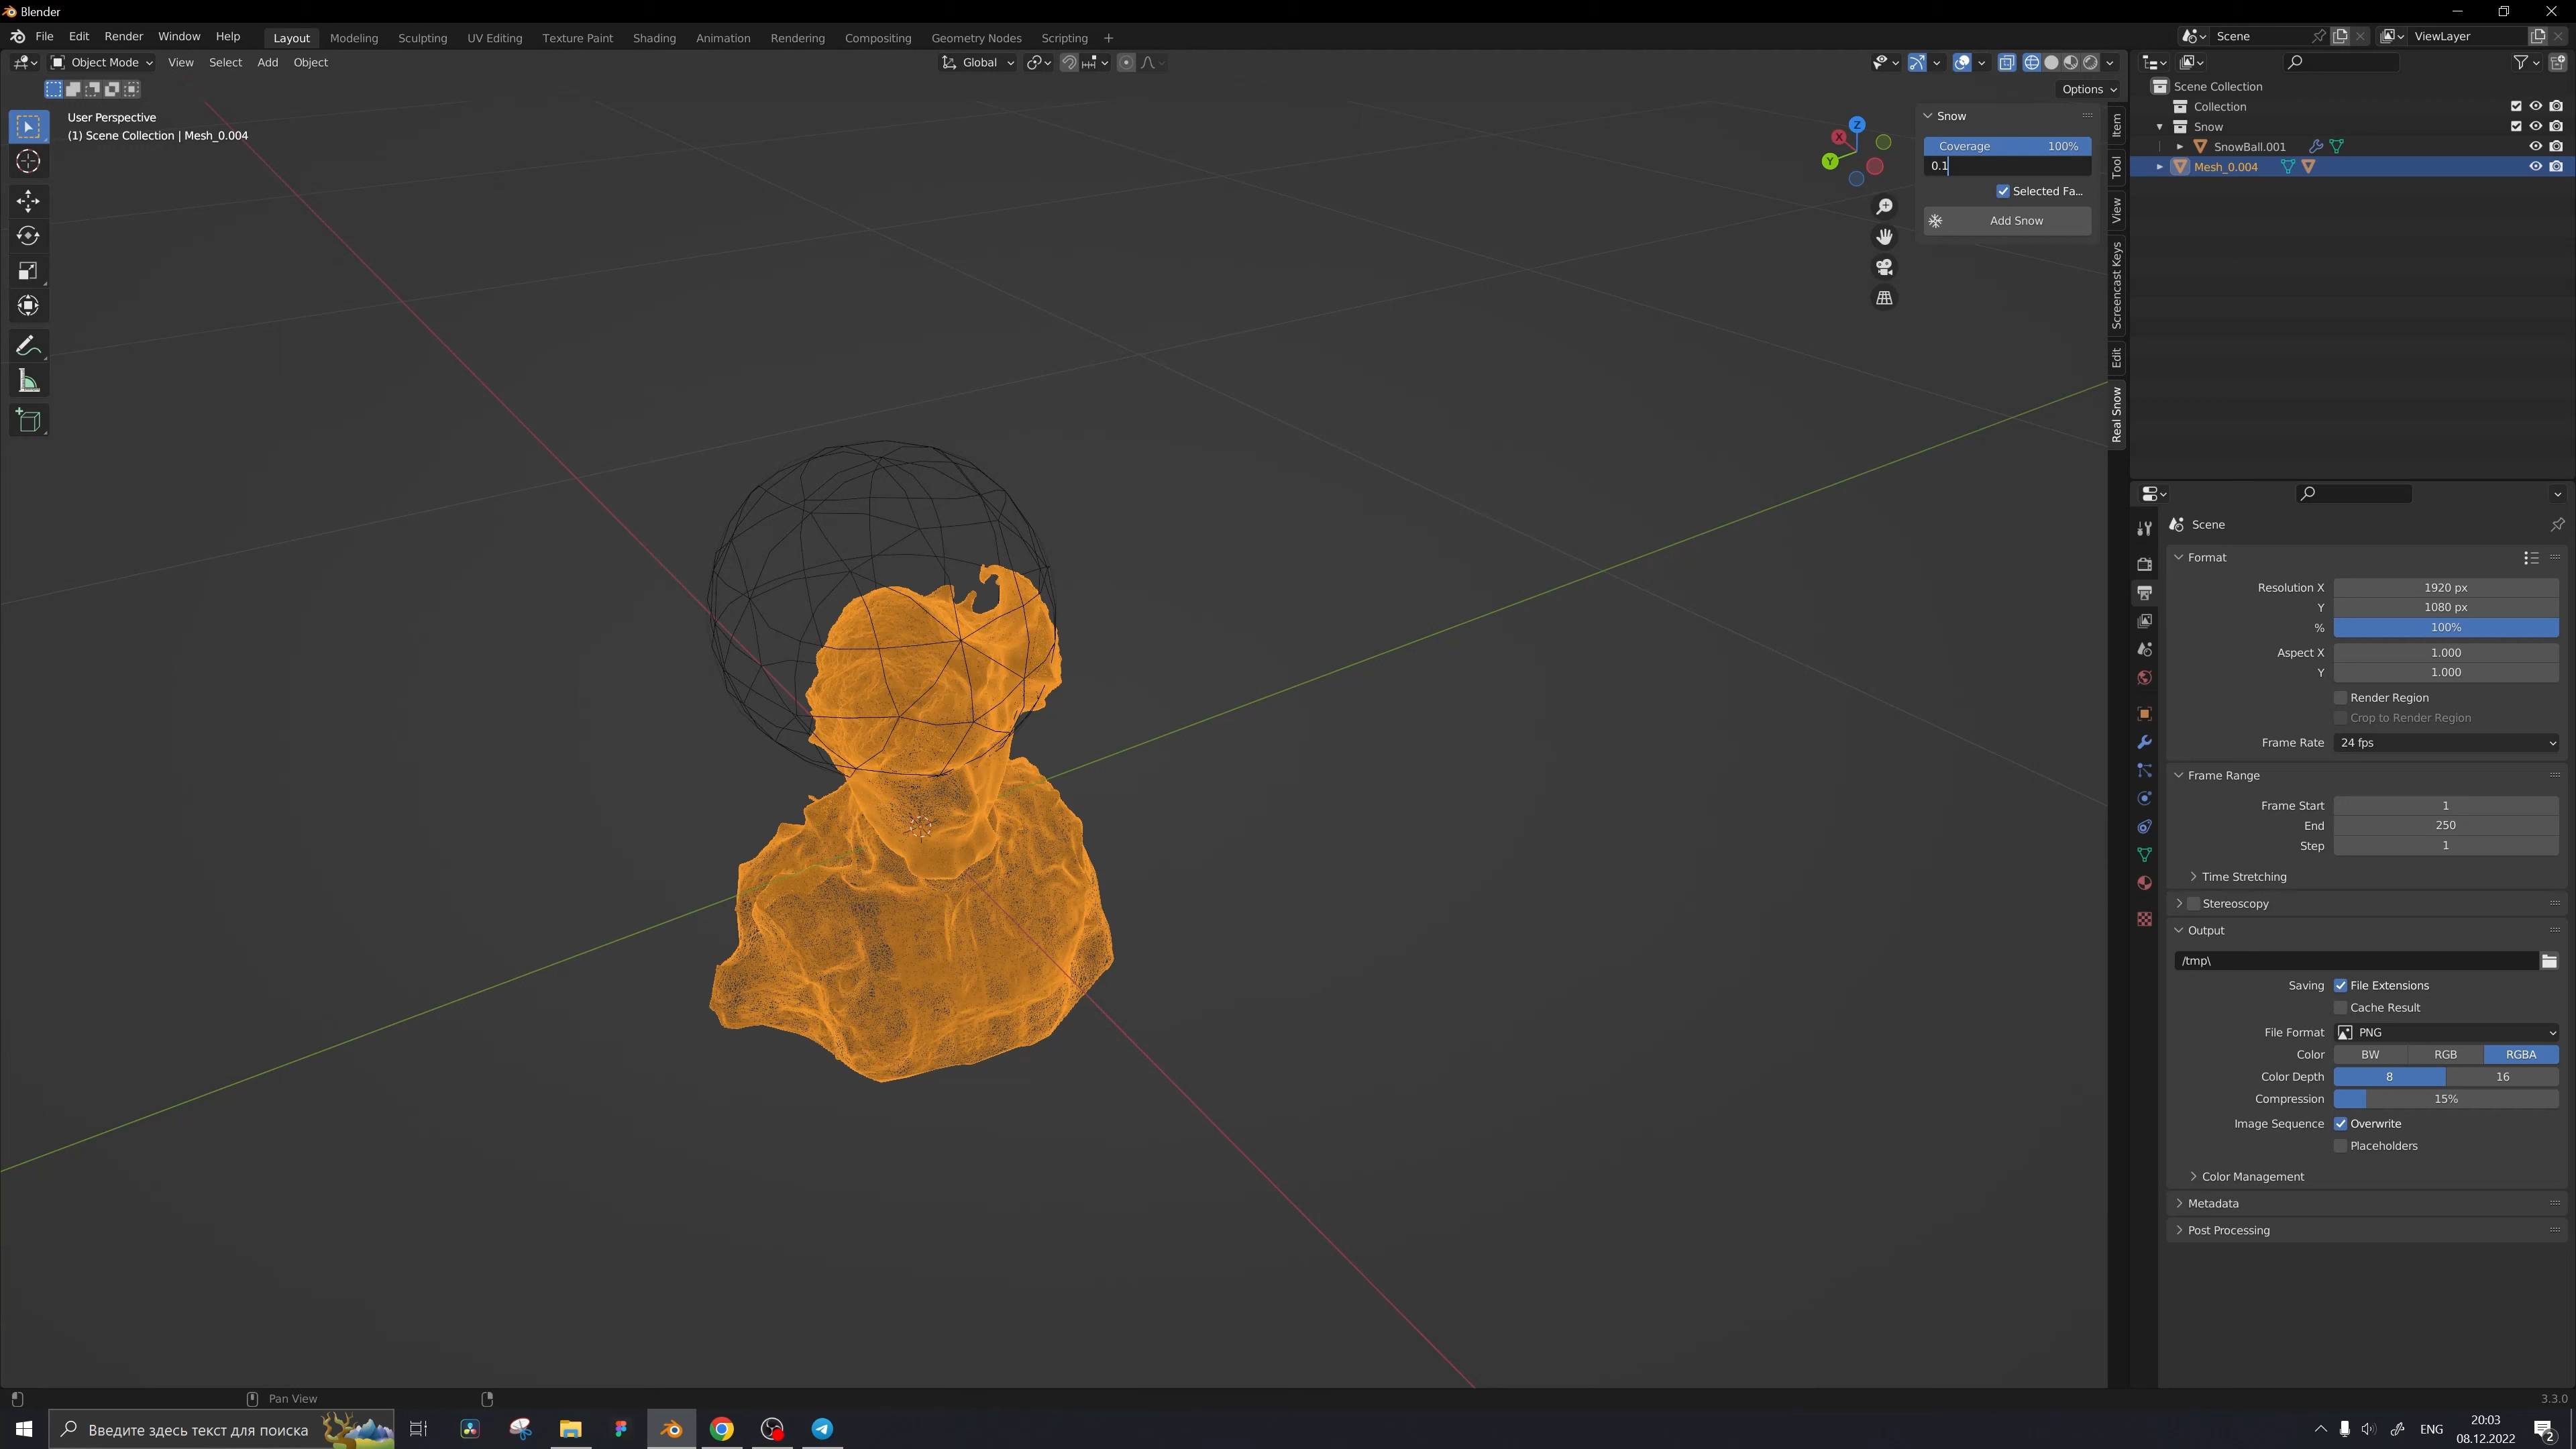 Blender
File Edit Render Window Help Layout Modeling Sculpting UV Editing Texture Paint Shading Animation Rendering Compositing Geometry Nodes Scripting + Scene ViewLayer
Object Mode View Select Add Object Global
Options
User Perspective
(1) Scene Collection | Mesh_0.004
Z
X
Y
Snow
Coverage 100%
0.1
Selected Fa...
Add Snow
Item
Tool
View
Screencast Keys
Edit
Real Snow
Scene Collection
Collection
Snow
SnowBall.001
Mesh_0.004
Scene
Format
Resolution X 1920 px
Y 1080 px
% 100%
Aspect X 1.000
Y 1.000
Render Region
Crop to Render Region
Frame Rate 24 fps
Frame Range
Frame Start 1
End 250
Step 1
Time Stretching
Stereoscopy
Output
/tmp\
Saving File Extensions
Cache Result
File Format PNG
Color BW RGB RGBA
Color Depth 8 16
Compression 15%
Image Sequence Overwrite
Placeholders
Color Management
Metadata
Post Processing
Pan View 3.3.0
Введите здесь текст для поиска
ENG
20:03
08.12.2022
2